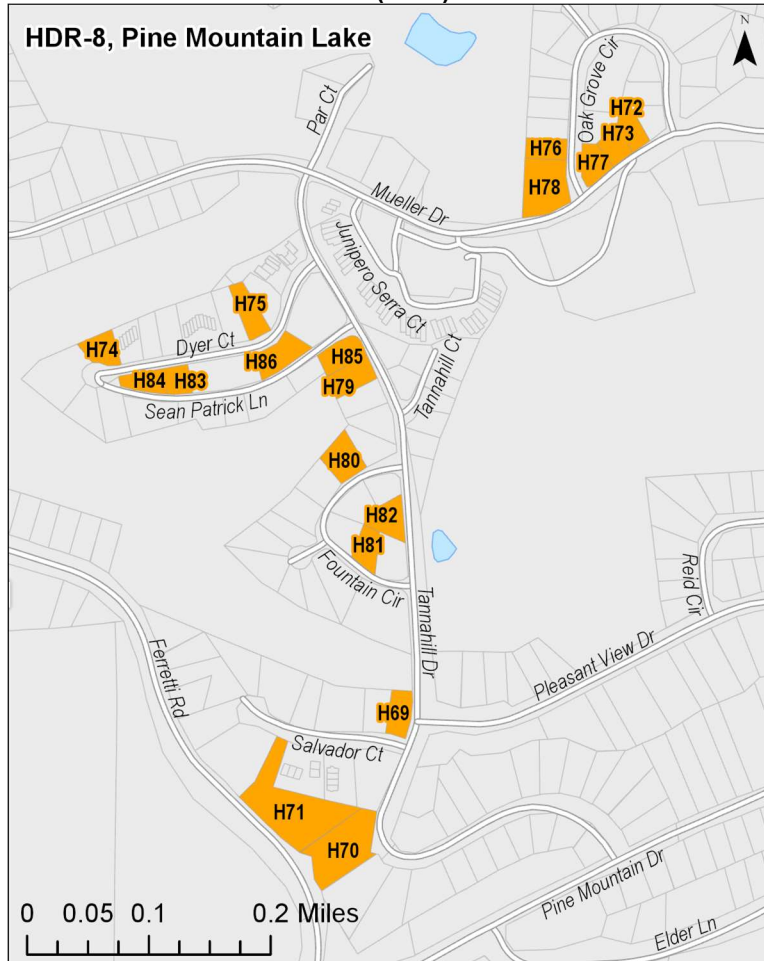 HDR-8, Pine Mountain Lake
N
Par Ct
Oak Grove Cir
H72
H73
H76
H77
H78
Mueller Dr
Junipero Serra Ct
H75
H74
Dyer Ct
H86
H85
Tannahill Ct
H84
H83
H79
Sean Patrick Ln
H80
H82
H81
Fountain Cir
Reid Cir
Tannahill Dr
Ferretti Rd
Pleasant View Dr
H69
Salvador Ct
H71
H70
Pine Mountain Dr
0 0.05 0.1 0.2 Miles
Elder Ln